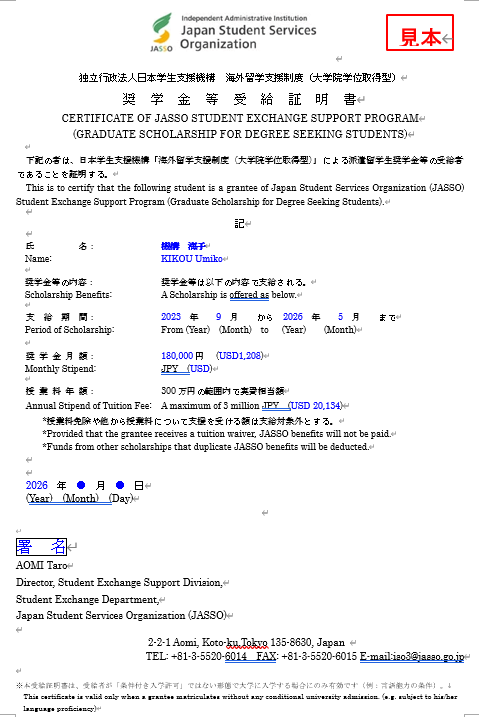 Independent Administrative Institution
Japan Student Services
Organization
JASSO
見本
独立行政法人日本学生支援機構　海外留学支援制度（大学院学位取得型）
奨　学　金　等　受　給　証　明　書
CERTIFICATE OF JASSO STUDENT EXCHANGE SUPPORT PROGRAM
(GRADUATE SCHOLARSHIP FOR DEGREE SEEKING STUDENTS)
下記の者は、日本学生支援機構「海外留学支援制度（大学院学位取得型）」による派遣留学生奨学金等の受給者
であることを証明する。
This is to certify that the following student is a grantee of Japan Student Services Organization (JASSO)
Student Exchange Support Program (Graduate Scholarship for Degree Seeking Students).
記
氏　　　　名：　機構　海子
Name:　KIKOU Umiko
奨学金等の内容：　奨学金等は以下の内容で支給される。
Scholarship Benefits:　A Scholarship is offered as below.
支　給　期　間：　2023　年　9　月　から　2026　年　5　月　まで
Period of Scholarship:　From (Year)　(Month)　to　(Year)　(Month)
奨 学 金 月 額：　180,000 円　(USD1,208)
Monthly Stipend:　JPY　(USD)
授 業 料 年 額：　300 万円の範囲内で実費相当額
Annual Stipend of Tuition Fee:　A maximum of 3 million JPY　(USD 20,134)
*授業料免除や他から授業料について支援を受ける額は支給対象外とする。
*Provided that the grantee receives a tuition waiver, JASSO benefits will not be paid.
*Funds from other scholarships that duplicate JASSO benefits will be deducted.
2026　年　●　月　●　日
(Year)　(Month)　(Day)
署　名
AOMI Taro
Director, Student Exchange Support Division,
Student Exchange Department,
Japan Student Services Organization (JASSO)
2-2-1 Aomi, Koto-ku,Tokyo 135-8630, Japan
TEL: +81-3-5520-6014　FAX: +81-3-5520-6015 E-mail:iso3@jasso.go.jp
※本受給証明書は、受給者が「条件付き入学許可」ではない形態で大学に入学する場合にのみ有効です（例：言語能力の条件）。
This certificate is valid only when a grantee matriculates without any conditional university admission. (e.g. subject to his/her
language proficiency)